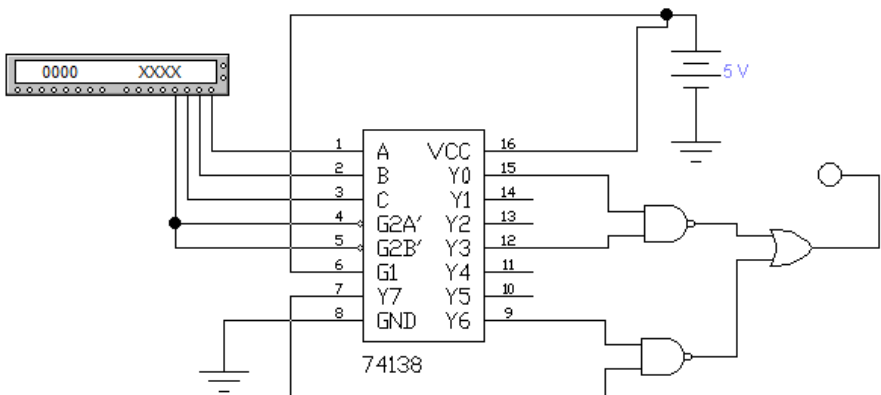 0000 XXXX
5 V
1 A VCC 16
2 B Y0 15
3 C Y1 14
4 G2A' Y2 13
5 G2B' Y3 12
6 G1 Y4 11
7 Y7 Y5 10
8 GND Y6 9
74138